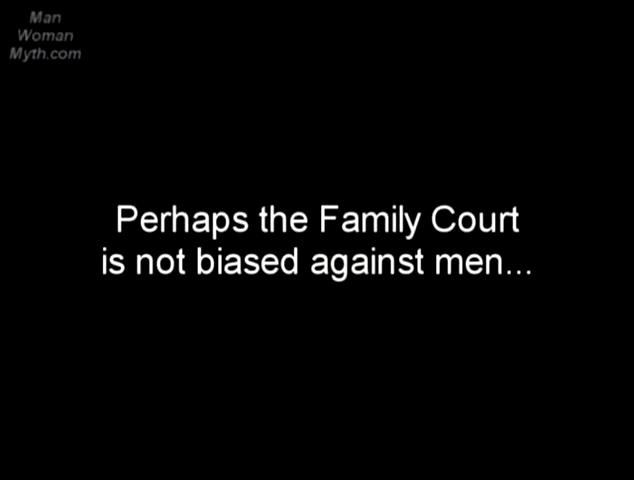 Man
Woman
Myth.com
Perhaps the Family Court
is not biased against men...